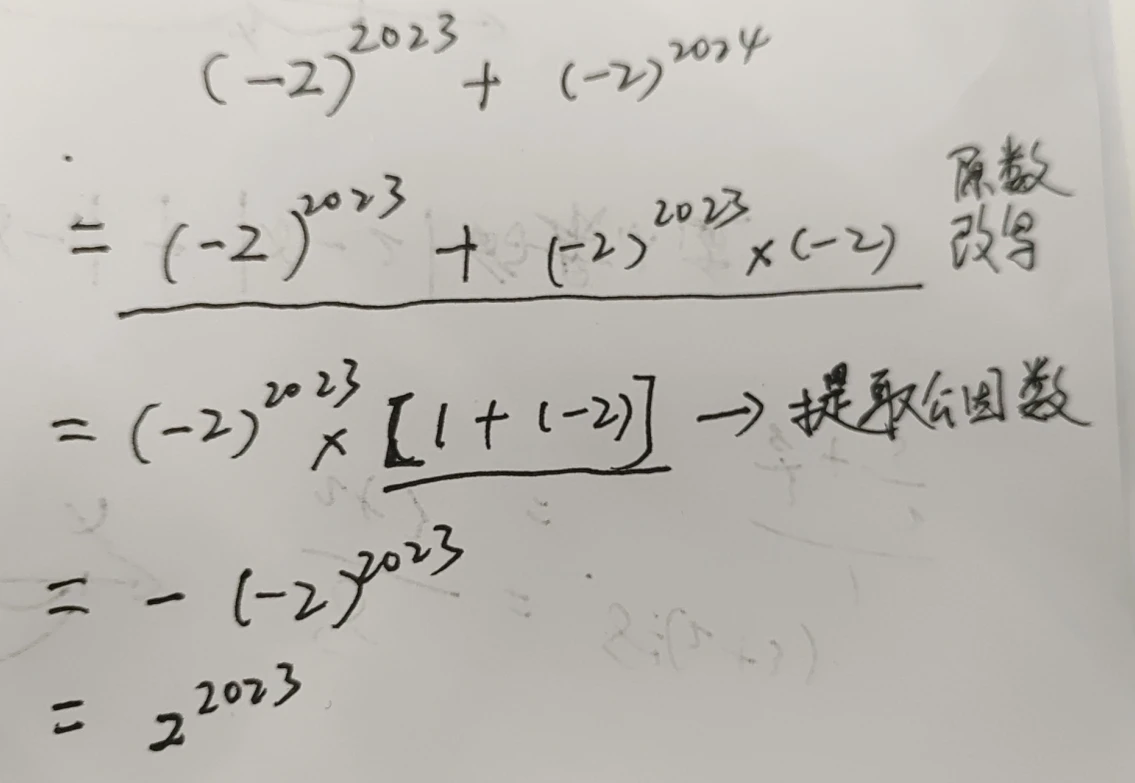 (-2)^2023 + (-2)^2024
= (-2)^2023 + (-2)^2023 × (-2) 原数改写
= (-2)^2023 × [1 + (-2)] → 提取公因数
= - (-2)^2023
= 2^2023